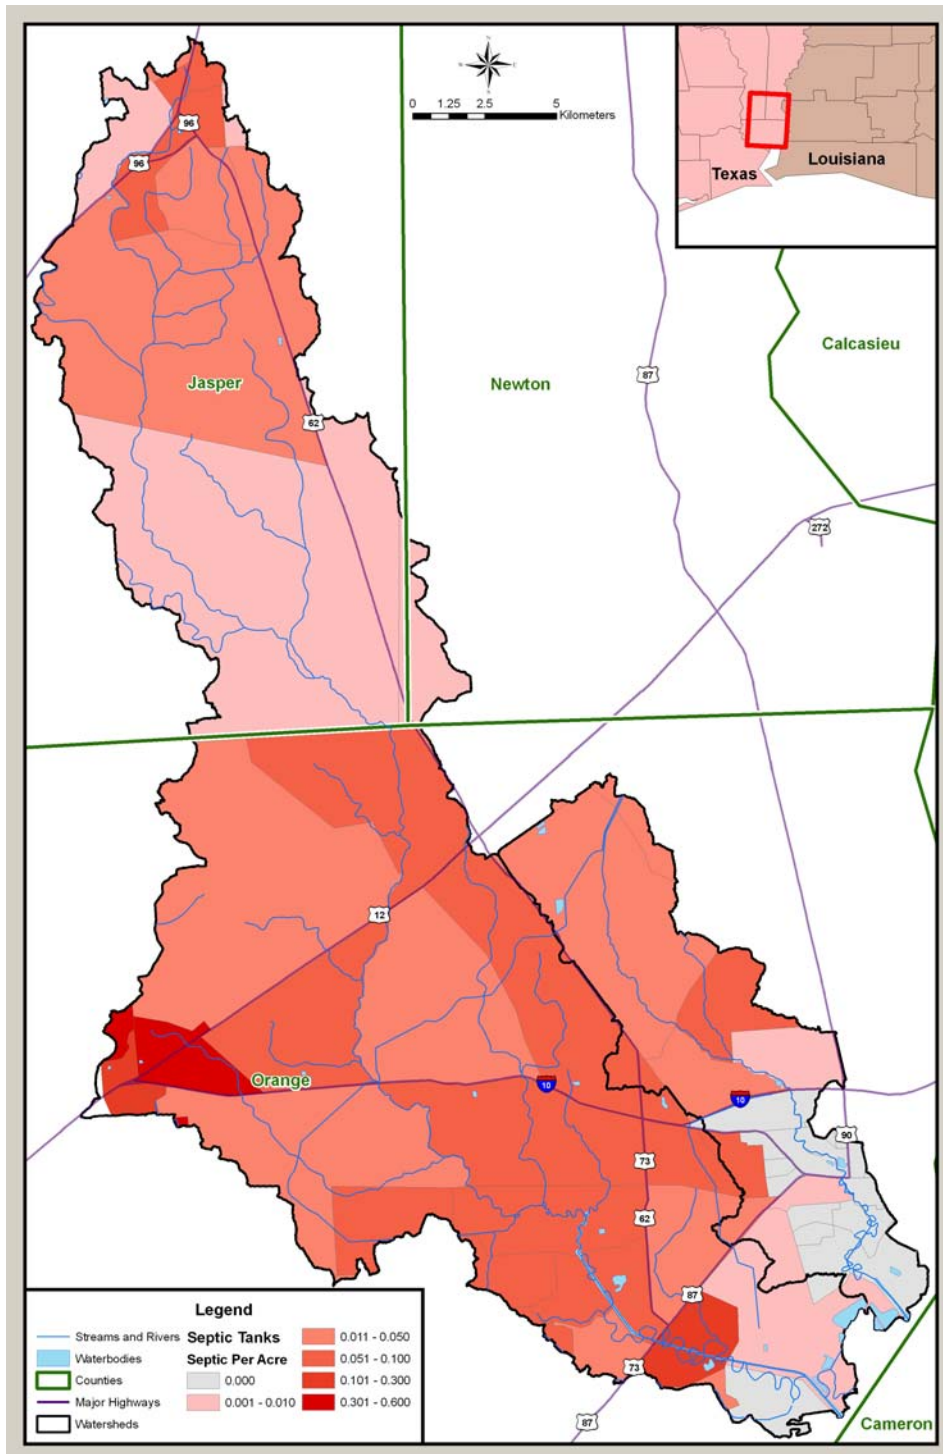 96
96
0 1.25 2.5 5
Kilometers
Texas
Louisiana
Jasper
Newton
87
Calcasieu
62
272
12
Orange
10
10
90
73
62
87
73
87
Cameron
Legend
Streams and Rivers
Waterbodies
Counties
Major Highways
Watersheds
Septic Tanks
Septic Per Acre
0.000
0.001 - 0.010
0.011 - 0.050
0.051 - 0.100
0.101 - 0.300
0.301 - 0.600